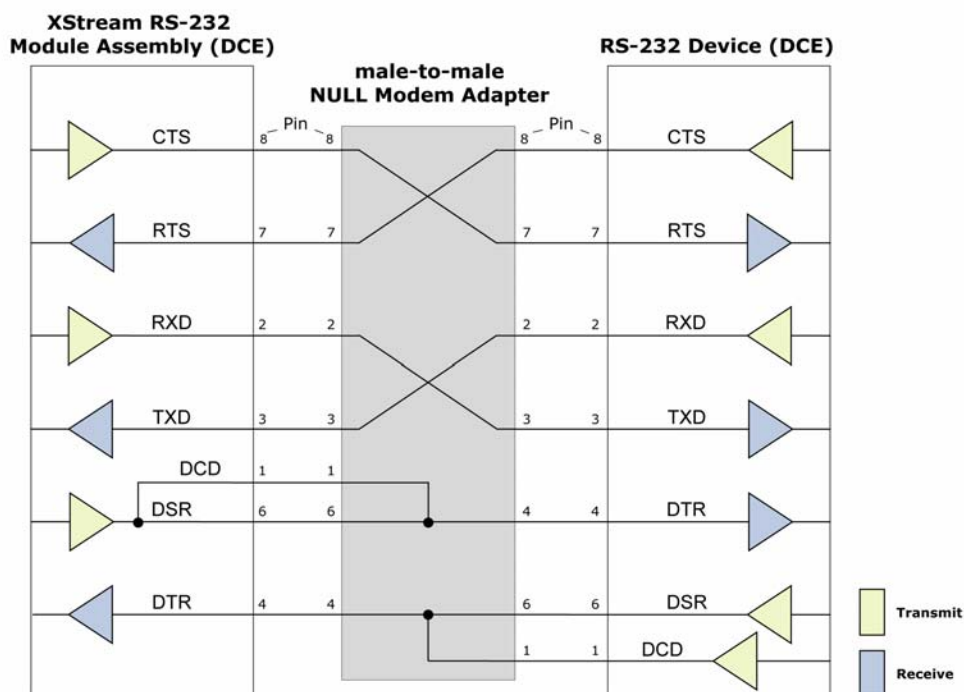 XStream RS-232
Module Assembly (DCE)
RS-232 Device (DCE)
male-to-male
NULL Modem Adapter
CTS 8 Pin 8 8 Pin 8 CTS
RTS 7 7 7 7 RTS
RXD 2 2 2 2 RXD
TXD 3 3 3 3 TXD
DCD 1 1
DSR 6 6 4 4 DTR
DTR 4 4 6 6 DSR
1 1 DCD
Transmit
Receive